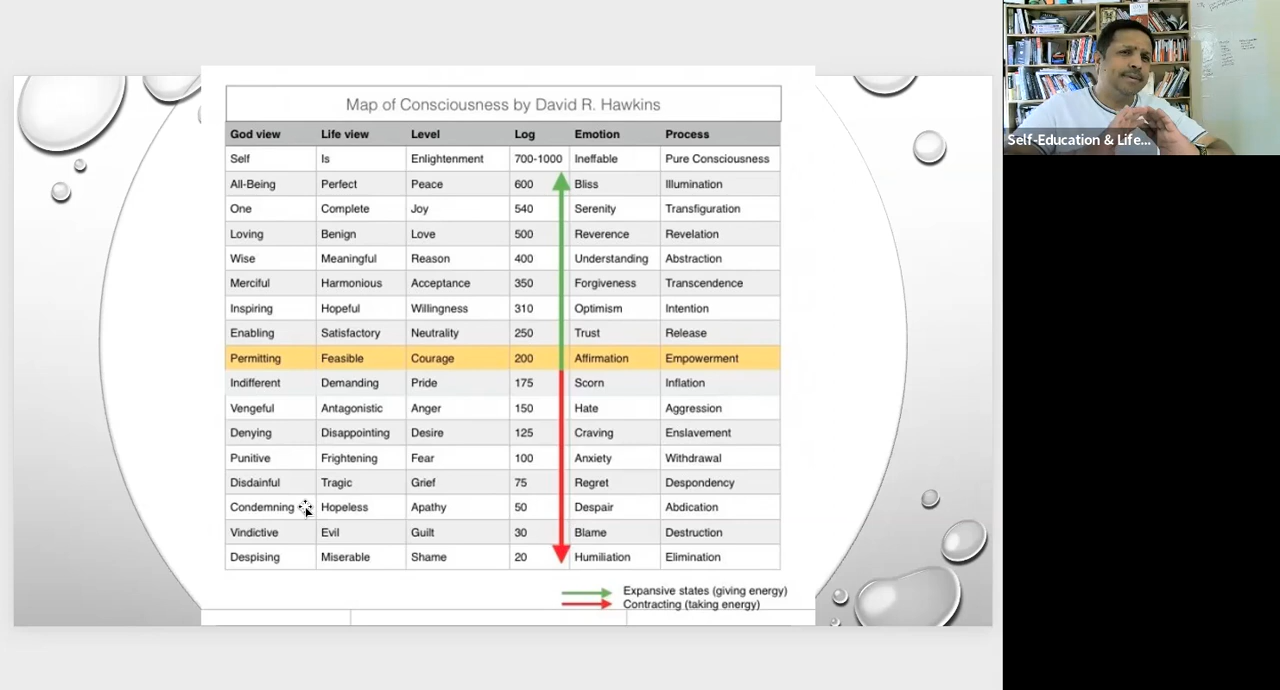 Map of Consciousness by David R. Hawkins
God view Life view Level Log Emotion Process
Self Is Enlightenment 700-1000 Ineffable Pure Consciousness
All-Being Perfect Peace 600 Bliss Illumination
One Complete Joy 540 Serenity Transfiguration
Loving Benign Love 500 Reverence Revelation
Wise Meaningful Reason 400 Understanding Abstraction
Merciful Harmonious Acceptance 350 Forgiveness Transcendence
Inspiring Hopeful Willingness 310 Optimism Intention
Enabling Satisfactory Neutrality 250 Trust Release
Permitting Feasible Courage 200 Affirmation Empowerment
Indifferent Demanding Pride 175 Scorn Inflation
Vengeful Antagonistic Anger 150 Hate Aggression
Denying Disappointing Desire 125 Craving Enslavement
Punitive Frightening Fear 100 Anxiety Withdrawal
Disdainful Tragic Grief 75 Regret Despondency
Condemning Hopeless Apathy 50 Despair Abdication
Vindictive Evil Guilt 30 Blame Destruction
Despising Miserable Shame 20 Humiliation Elimination
Expansive states (giving energy)
Contracting (taking energy)
Self-Education & Life...